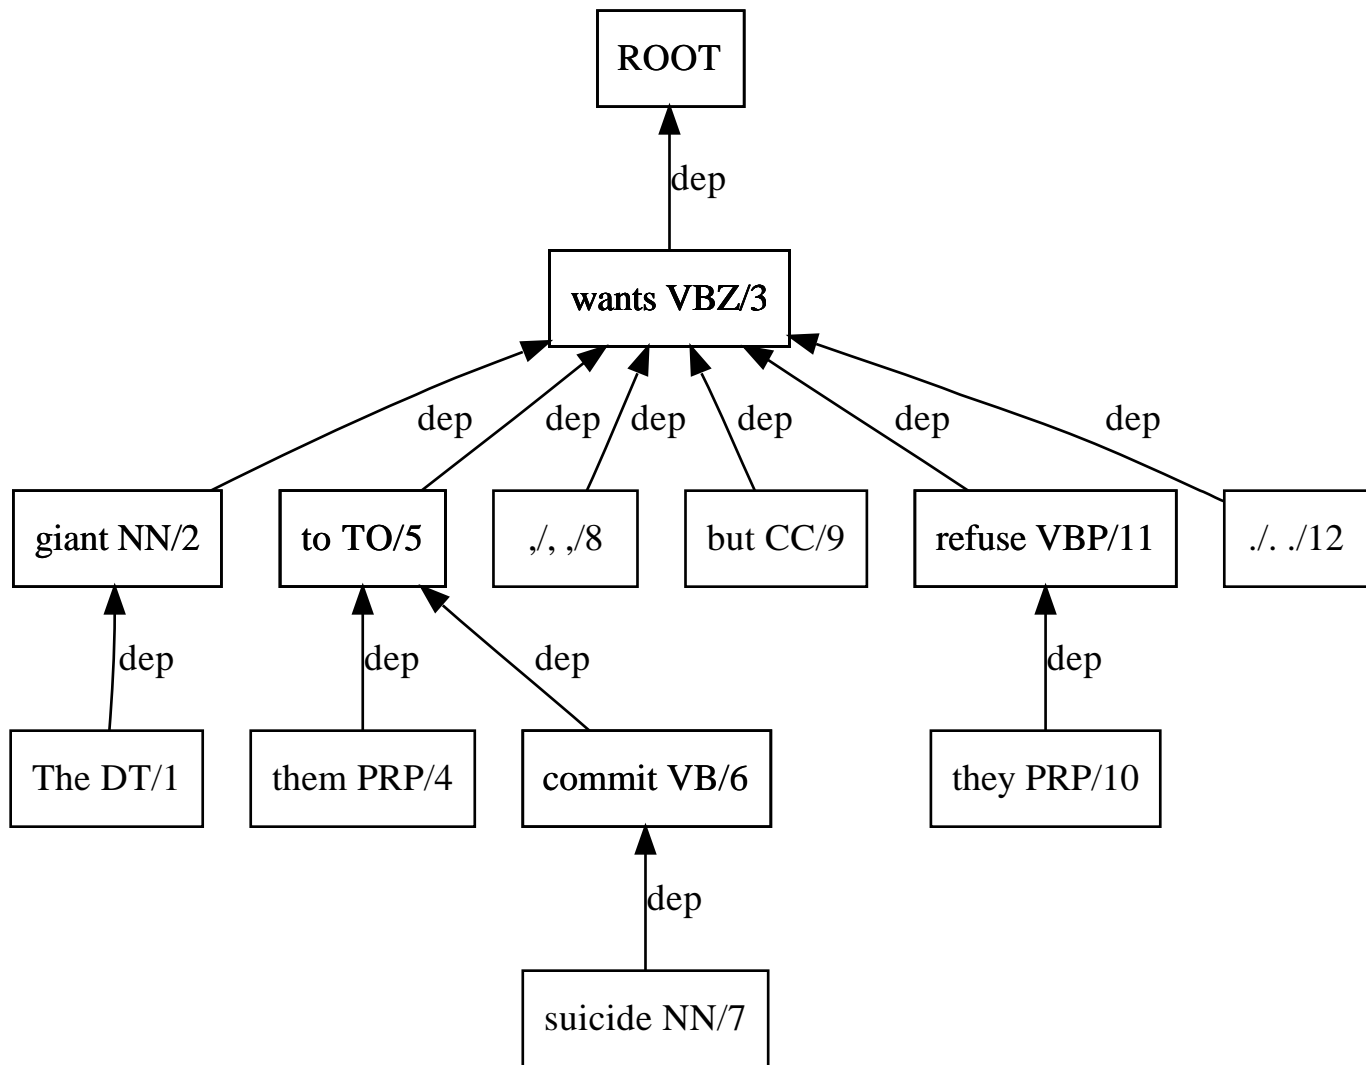 ROOT
dep
wants VBZ/3
dep dep dep dep dep dep
giant NN/2 to TO/5 ,/, ,/8 but CC/9 refuse VBP/11 ./. ./12
dep dep dep dep
The DT/1 them PRP/4 commit VB/6 they PRP/10
dep
suicide NN/7